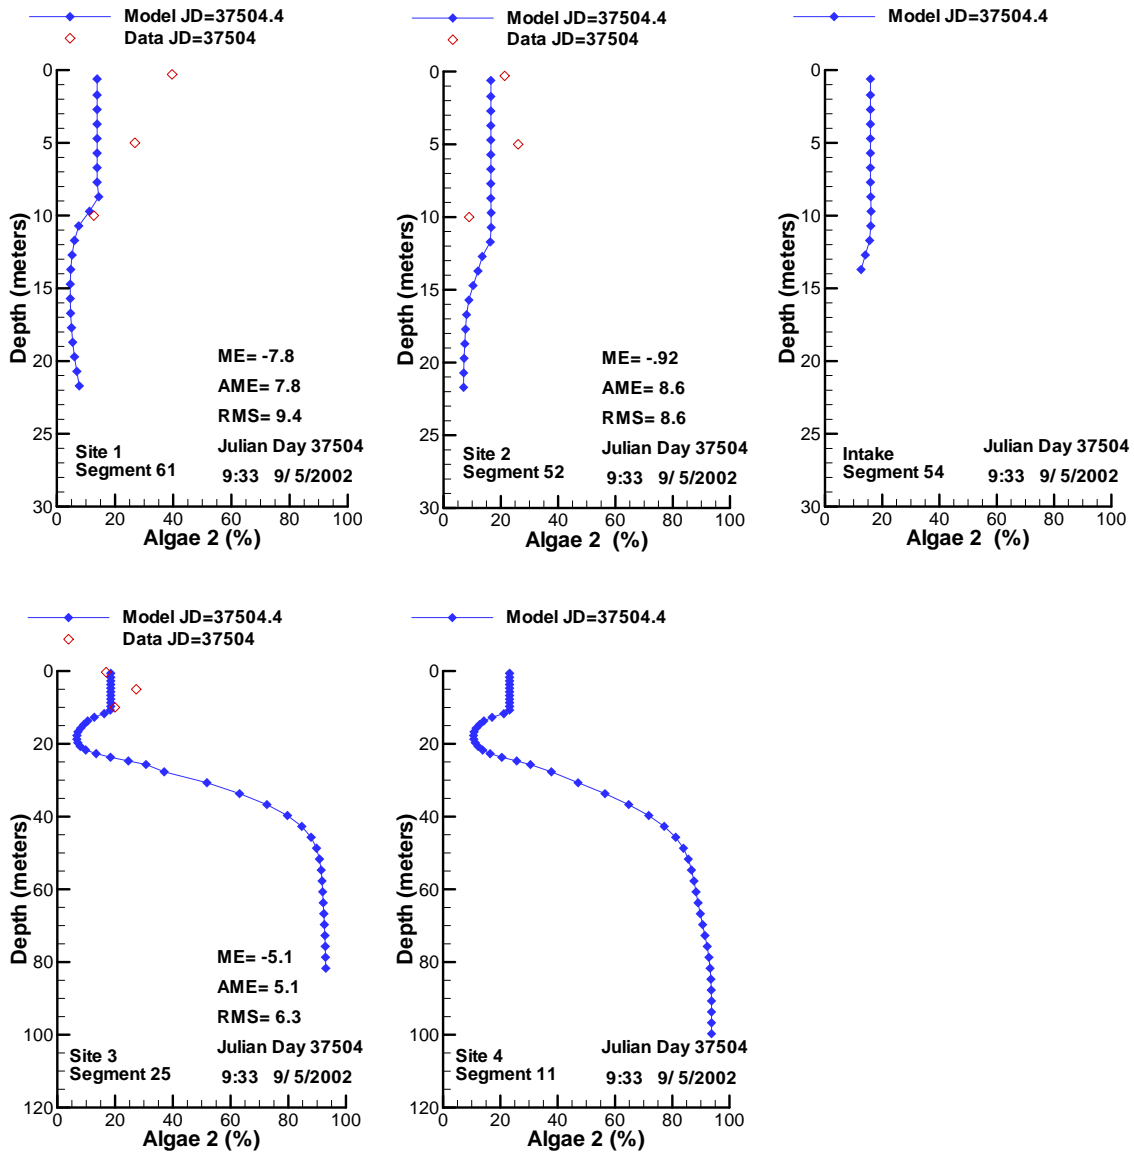 Model JD=37504.4
Data JD=37504
0
5
10
15
20
25
30
Depth (meters)
ME= -7.8
AME= 7.8
RMS= 9.4
Julian Day 37504
9:33 9/ 5/2002
Site 1
Segment 61
0 20 40 60 80 100
Algae 2 (%)
Model JD=37504.4
Data JD=37504
0
5
10
15
20
25
30
Depth (meters)
ME= -.92
AME= 8.6
RMS= 8.6
Julian Day 37504
9:33 9/ 5/2002
Site 2
Segment 52
0 20 40 60 80 100
Algae 2 (%)
Model JD=37504.4
0
5
10
15
20
25
30
Depth (meters)
Julian Day 37504
9:33 9/ 5/2002
Intake
Segment 54
0 20 40 60 80 100
Algae 2 (%)
Model JD=37504.4
Data JD=37504
0
20
40
60
80
100
120
Depth (meters)
ME= -5.1
AME= 5.1
RMS= 6.3
Julian Day 37504
9:33 9/ 5/2002
Site 3
Segment 25
0 20 40 60 80 100
Algae 2 (%)
Model JD=37504.4
0
20
40
60
80
100
120
Depth (meters)
Julian Day 37504
9:33 9/ 5/2002
Site 4
Segment 11
0 20 40 60 80 100
Algae 2 (%)